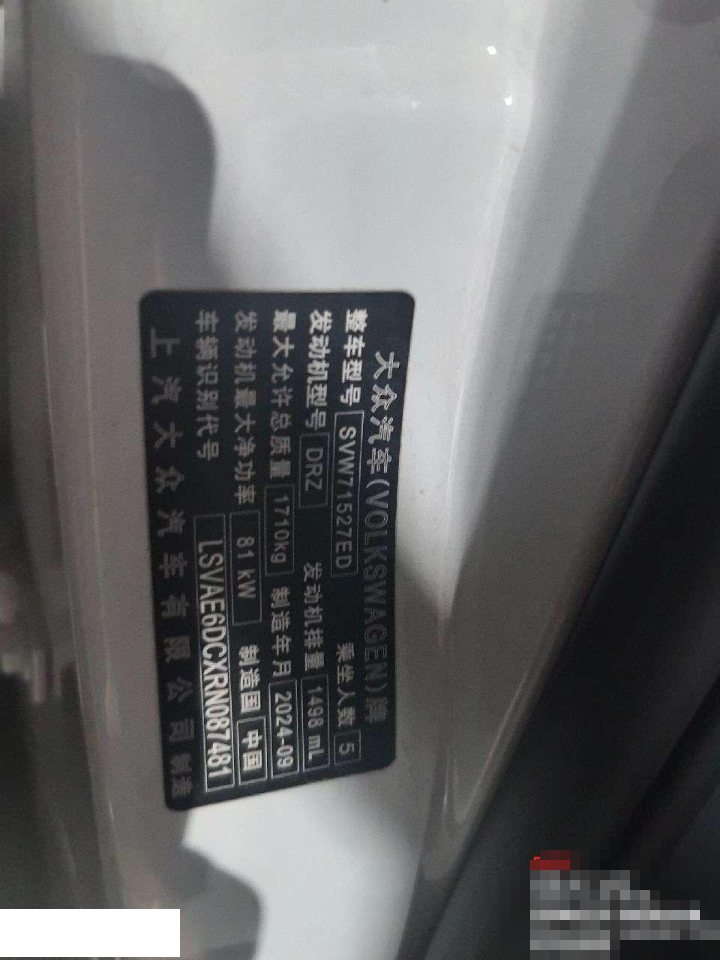 大众汽车(VOLKSWAGEN)牌
整车型号 SVW71527ED 乘坐人数 5
发动机型号 DRZ 发动机排量 1498 mL
最大允许总质量 1710kg 制造年月 2024-09
发动机最大净功率 81 kW 制造国 中国
车辆识别代号 LSVAE6DCXRN087481
上汽大众汽车有限公司制造